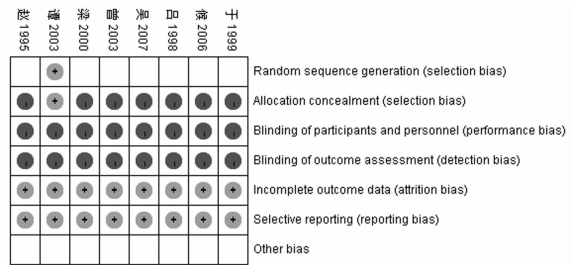 赵 1995
谭 2003
梁 2000
曾 2003
吴 2007
吕 1998
候 2006
于 1999
Random sequence generation (selection bias)
Allocation concealment (selection bias)
Blinding of participants and personnel (performance bias)
Blinding of outcome assessment (detection bias)
Incomplete outcome data (attrition bias)
Selective reporting (reporting bias)
Other bias